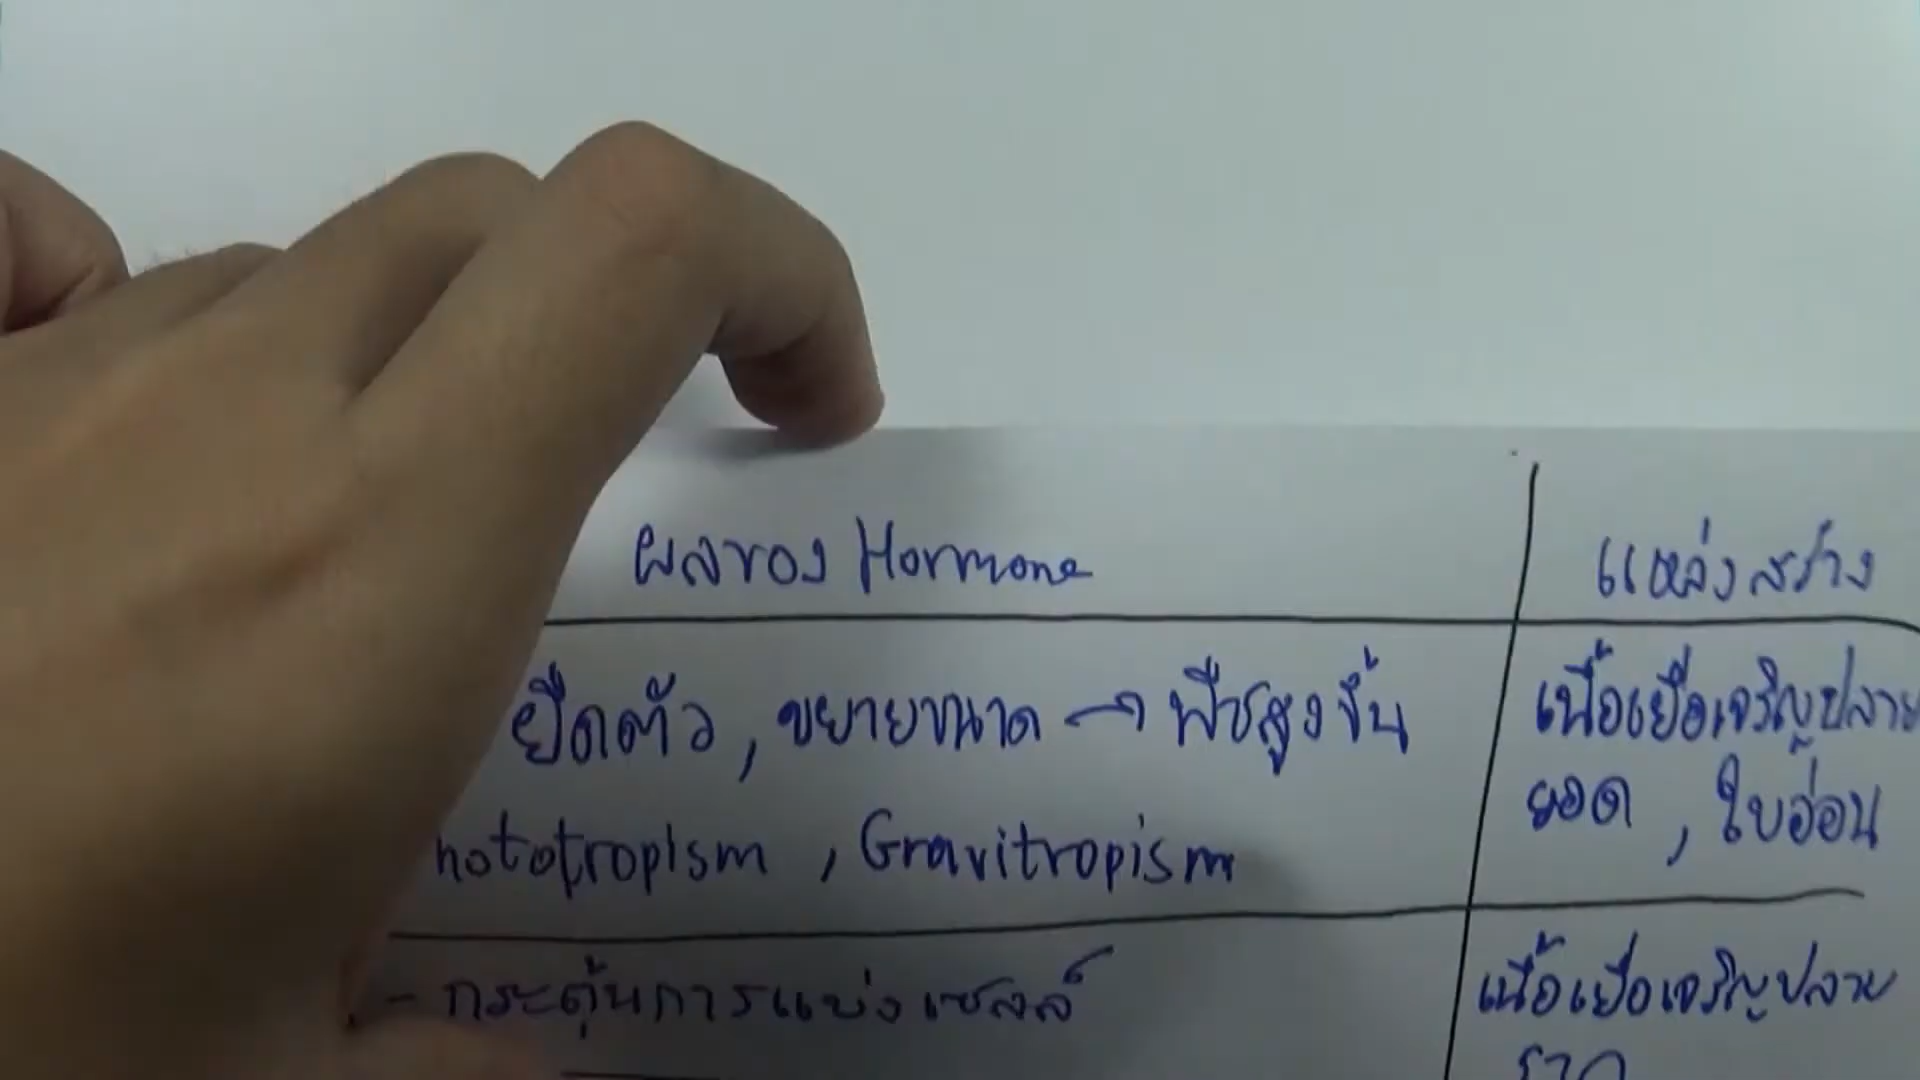 ผลของ Hormone
แหล่งสร้าง
ยืดตัว, ขยายขนาด → พืชสูงขึ้น
hototropism , Gravitropism
เนื้อเยื่อเจริญปลาย
ยอด , ใบอ่อน
- กระตุ้นการแบ่งเซลล์
เนื้อเยื่อเจริญปลาย
ราก